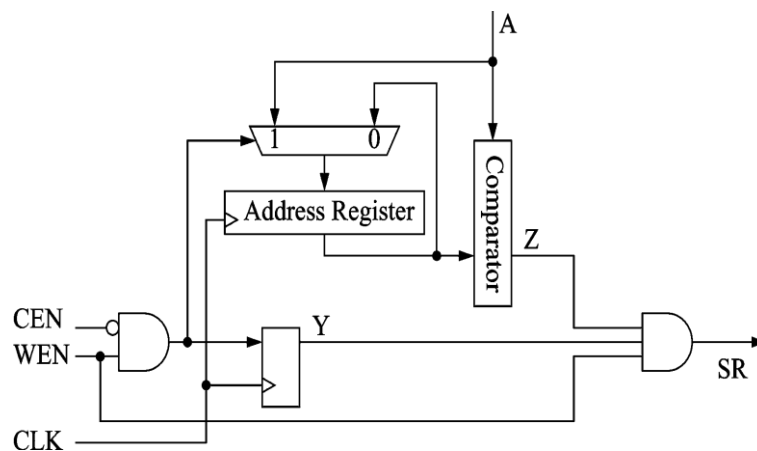 A
1 0
Address Register
Comparator
Z
CEN
WEN
Y
SR
CLK